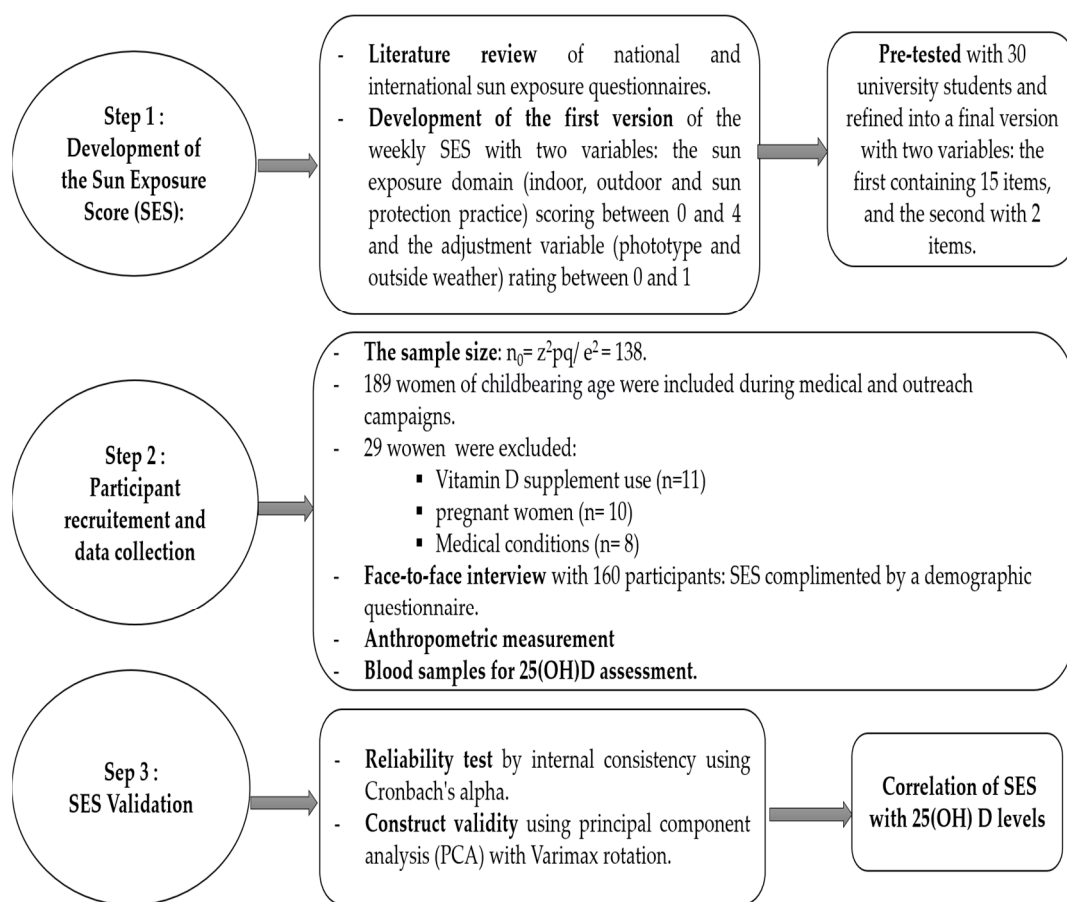 Step 1 :
Development of
the Sun Exposure
Score (SES):
- Literature review of national and
international sun exposure questionnaires.
- Development of the first version of the
weekly SES with two variables: the sun
exposure domain (indoor, outdoor and sun
protection practice) scoring between 0 and 4
and the adjustment variable (phototype and
outside weather) rating between 0 and 1
Pre-tested with 30
university students and
refined into a final version
with two variables: the
first containing 15 items,
and the second with 2
items.
Step 2 :
Participant
recruitement and
data collection
- The sample size: n₀= z²pq/ e² = 138.
- 189 women of childbearing age were included during medical and outreach
campaigns.
- 29 wowen were excluded:
▪ Vitamin D supplement use (n=11)
▪ pregnant women (n= 10)
▪ Medical conditions (n= 8)
- Face-to-face interview with 160 participants: SES complimented by a demographic
questionnaire.
- Anthropometric measurement
- Blood samples for 25(OH)D assessment.
Sep 3 :
SES Validation
- Reliability test by internal consistency using
Cronbach's alpha.
- Construct validity using principal component
analysis (PCA) with Varimax rotation.
Correlation of SES
with 25(OH) D levels